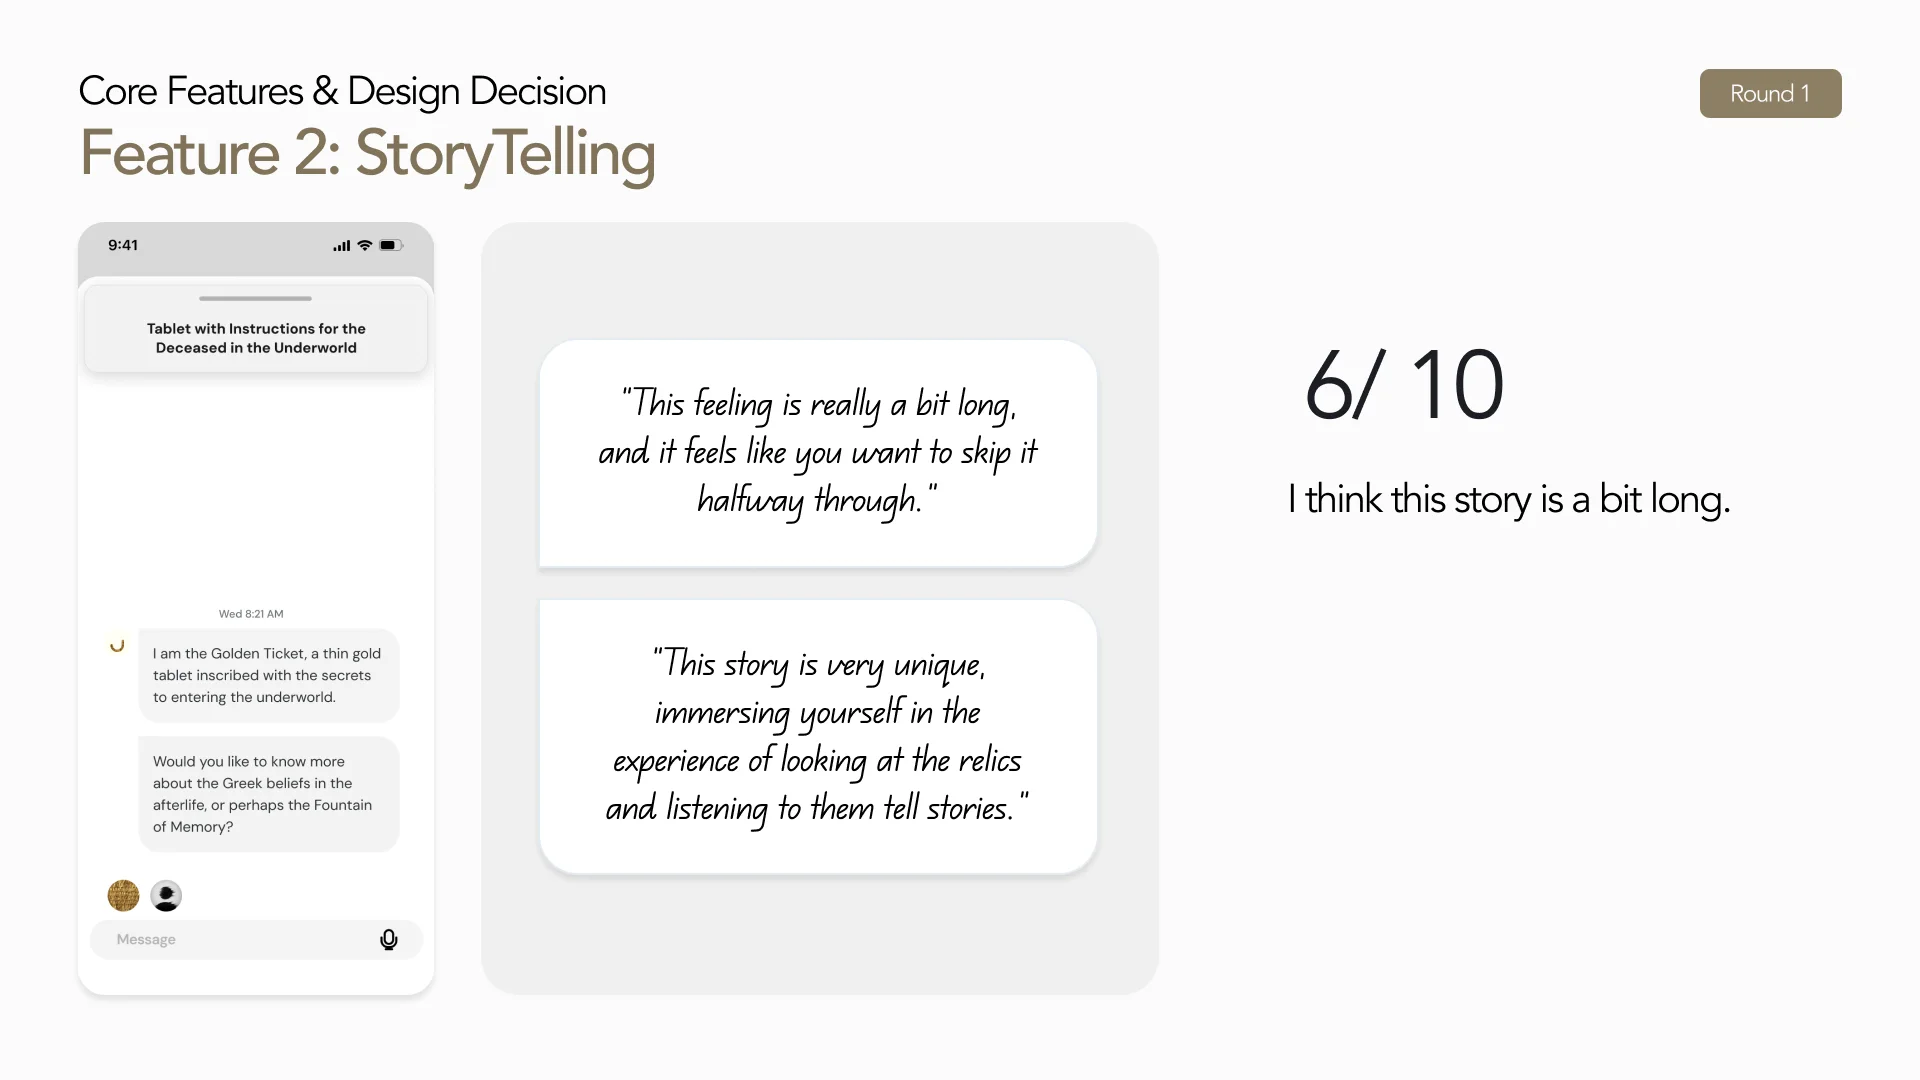 Core Features & Design Decision
Feature 2: StoryTelling
Round 1
9:41
Tablet with Instructions for the
Deceased in the Underworld
Wed 8:21 AM
I am the Golden Ticket, a thin gold
tablet inscribed with the secrets
to entering the underworld.
Would you like to know more
about the Greek beliefs in the
afterlife, or perhaps the Fountain
of Memory?
Message
"This feeling is really a bit long,
and it feels like you want to skip it
halfway through."
"This story is very unique,
immersing yourself in the
experience of looking at the relics
and listening to them tell stories."
6/ 10
I think this story is a bit long.